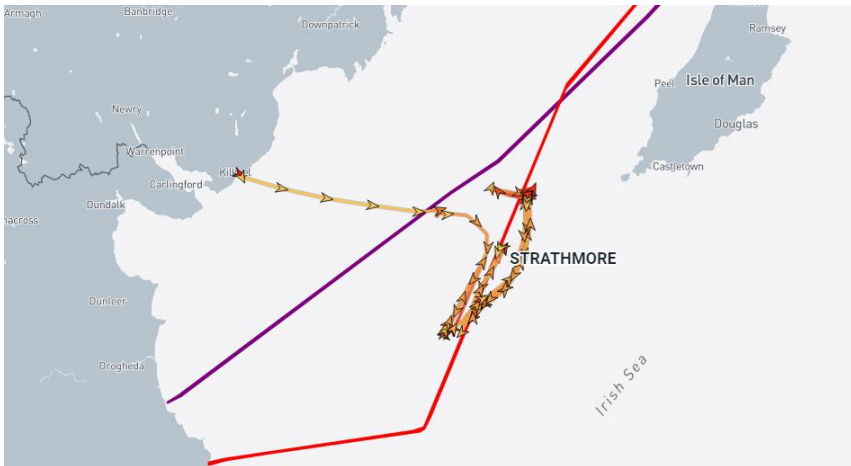 Armagh
Banbridge
Downpatrick
Ramsey
Peel
Isle of Man
Newry
Douglas
Warrenpoint
Castletown
Carlingford
Dundalk
nacross
STRATHMORE
Dunleer
Drogheda
Irish Sea